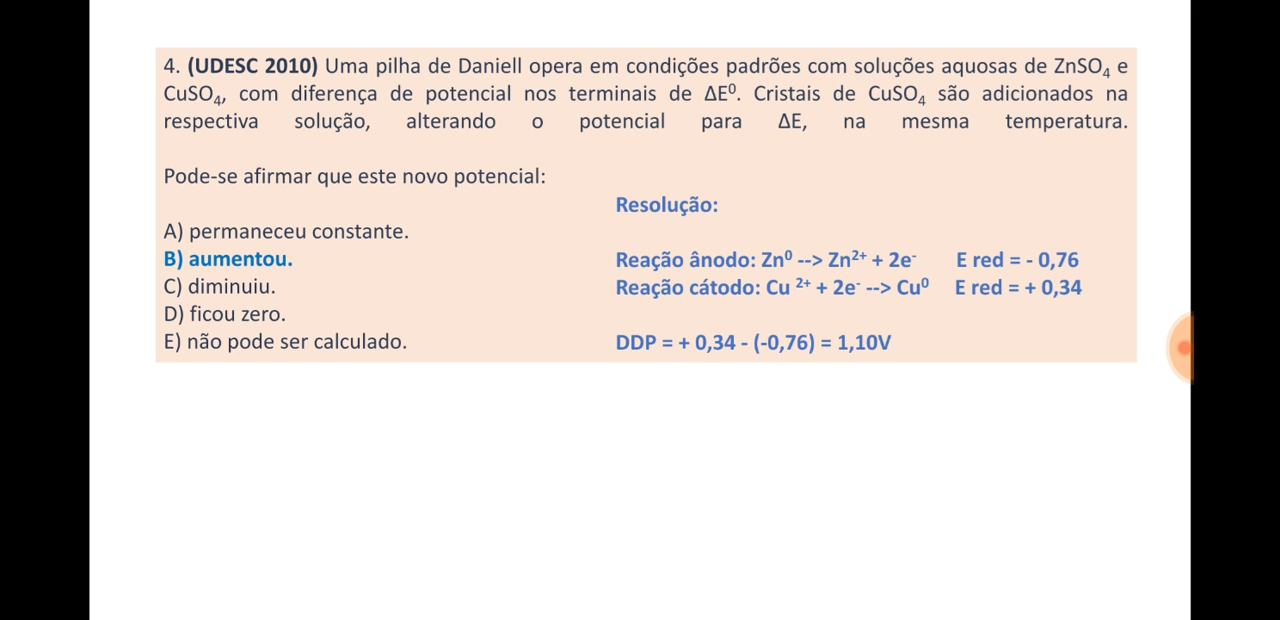 4. (UDESC 2010) Uma pilha de Daniell opera em condições padrões com soluções aquosas de ZnSO₄ e
CuSO₄, com diferença de potencial nos terminais de ΔE⁰. Cristais de CuSO₄ são adicionados na
respectiva solução, alterando o potencial para ΔE, na mesma temperatura.
Pode-se afirmar que este novo potencial:
A) permaneceu constante.
B) aumentou.
C) diminuiu.
D) ficou zero.
E) não pode ser calculado.
Resolução:
Reação ânodo: Zn⁰ --> Zn²⁺ + 2e⁻ E red = - 0,76
Reação cátodo: Cu ²⁺ + 2e⁻ --> Cu⁰ E red = + 0,34
DDP = + 0,34 - (-0,76) = 1,10V